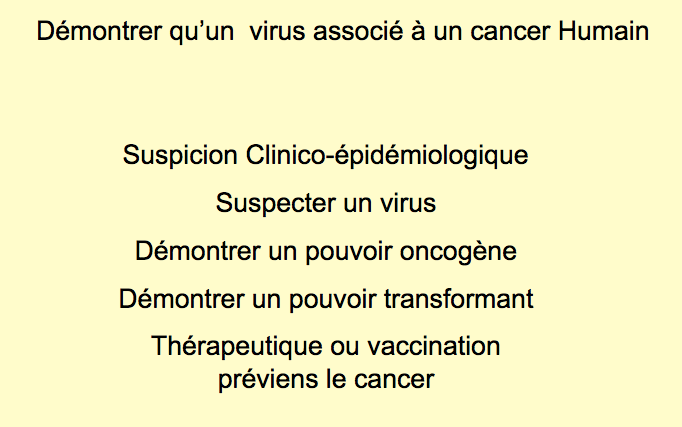 Démontrer qu’un  virus associé à un cancer Humain
Suspicion Clinico-épidémiologique
Suspecter un virus
Démontrer un pouvoir oncogène
Démontrer un pouvoir transformant
Thérapeutique ou vaccination
préviens le cancer